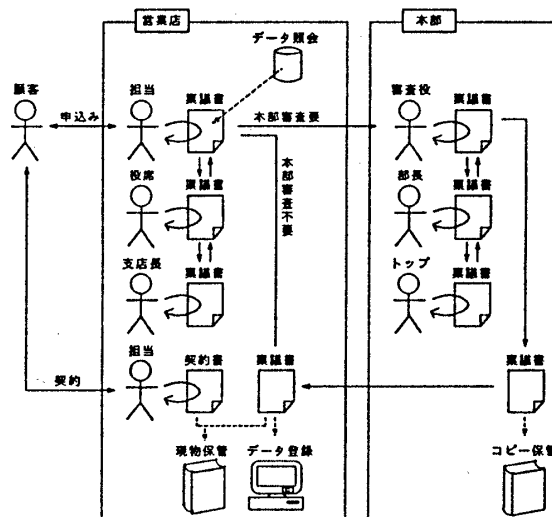 営業店
本部
データ照会
顧客
担当
稟議書
審査役
稟議書
申込み
本部審査要
役席
稟議書
本部審査不要
部長
稟議書
支店長
稟議書
トップ
稟議書
担当
契約書
稟議書
稟議書
契約
現物保管
データ登録
コピー保管